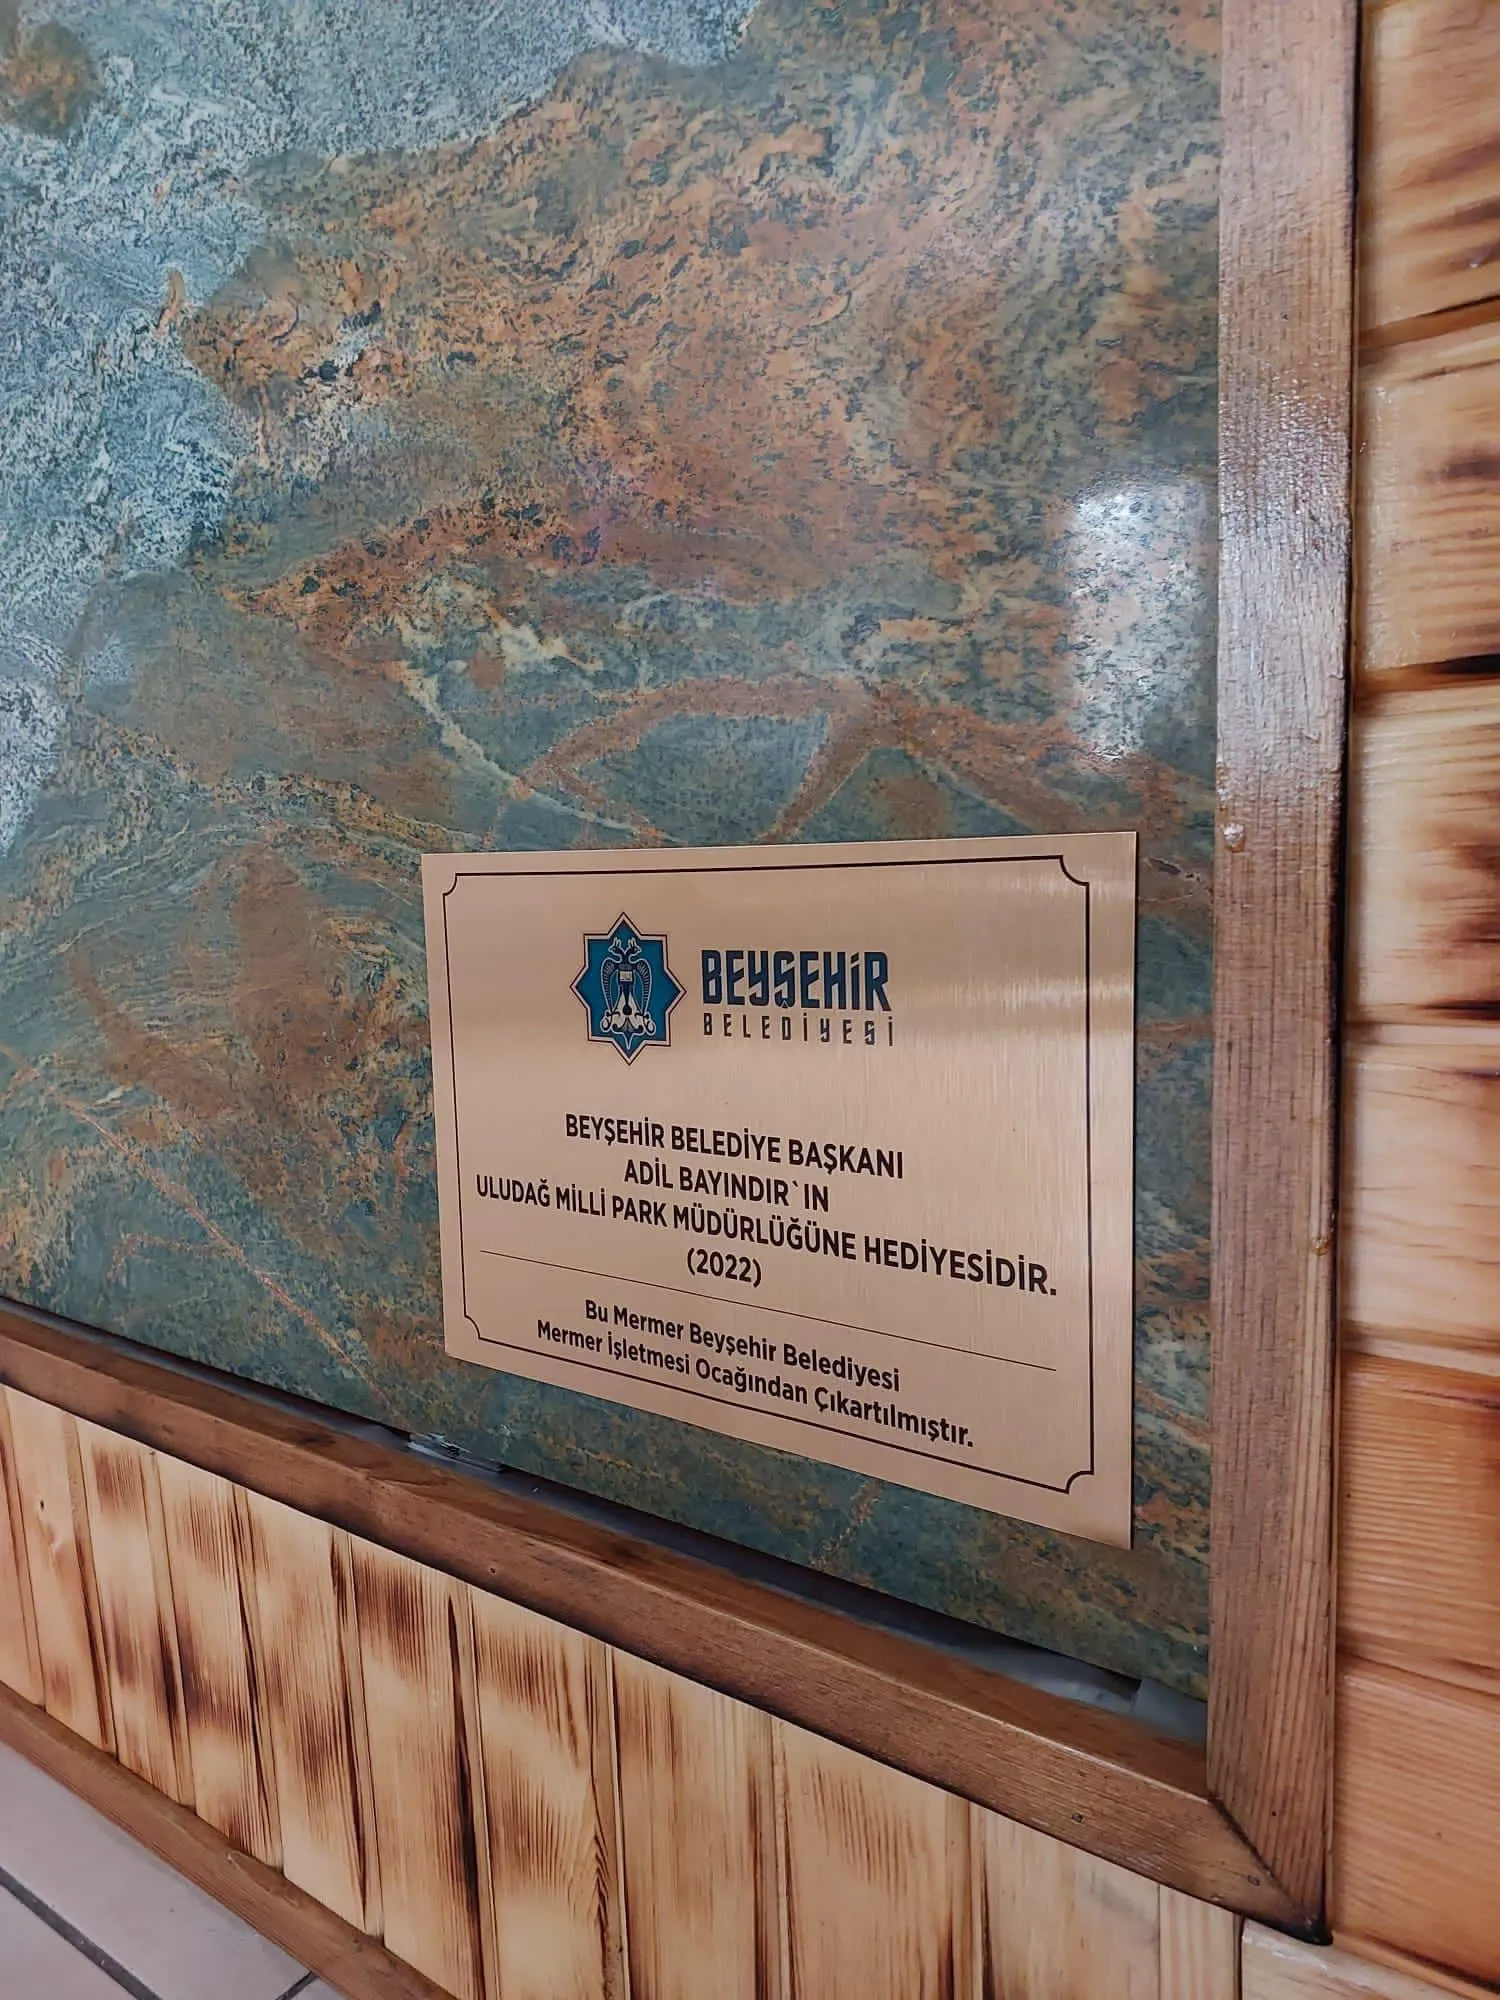 BEYŞEHİR
BELEDİYESİ
BEYŞEHİR BELEDİYE BAŞKANI
ADİL BAYINDIR`IN
ULUDAĞ MİLLİ PARK MÜDÜRLÜĞÜNE HEDİYESİDİR.
(2022)
Bu Mermer Beyşehir Belediyesi
Mermer İşletmesi Ocağından Çıkartılmıştır.